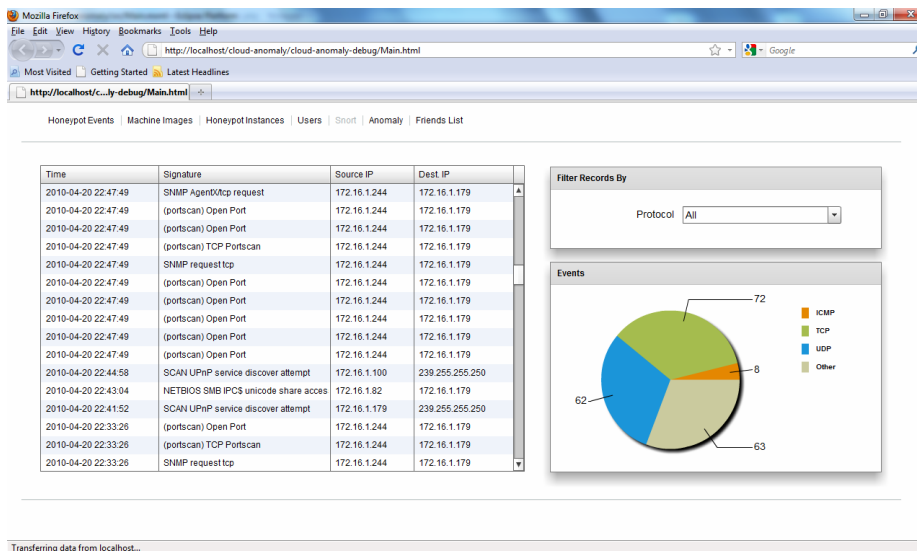 Mozilla Firefox
File Edit View History Bookmarks Tools Help
http://localhost/cloud-anomaly/cloud-anomaly-debug/Main.html
Google
Most Visited Getting Started Latest Headlines
http://localhost/c...ly-debug/Main.html
Honeypot Events | Machine Images | Honeypot Instances | Users | Snort | Anomaly | Friends List
Time Signature Source IP Dest. IP
2010-04-20 22:47:49 SNMP AgentX/tcp request 172.16.1.244 172.16.1.179
2010-04-20 22:47:49 (portscan) Open Port 172.16.1.244 172.16.1.179
2010-04-20 22:47:49 (portscan) Open Port 172.16.1.244 172.16.1.179
2010-04-20 22:47:49 (portscan) TCP Portscan 172.16.1.244 172.16.1.179
2010-04-20 22:47:49 SNMP request tcp 172.16.1.244 172.16.1.179
2010-04-20 22:47:49 (portscan) Open Port 172.16.1.244 172.16.1.179
2010-04-20 22:47:49 (portscan) Open Port 172.16.1.244 172.16.1.179
2010-04-20 22:47:49 (portscan) Open Port 172.16.1.244 172.16.1.179
2010-04-20 22:47:49 (portscan) Open Port 172.16.1.244 172.16.1.179
2010-04-20 22:47:49 (portscan) Open Port 172.16.1.244 172.16.1.179
2010-04-20 22:44:58 SCAN UPnP service discover attempt 172.16.1.100 239.255.255.250
2010-04-20 22:43:04 NETBIOS SMB IPC$ unicode share acces 172.16.1.82 172.16.1.179
2010-04-20 22:41:52 SCAN UPnP service discover attempt 172.16.1.179 239.255.255.250
2010-04-20 22:33:26 (portscan) Open Port 172.16.1.244 172.16.1.179
2010-04-20 22:33:26 (portscan) TCP Portscan 172.16.1.244 172.16.1.179
2010-04-20 22:33:26 SNMP request tcp 172.16.1.244 172.16.1.179
Filter Records By
Protocol All
Events
72
8
62
63
ICMP
TCP
UDP
Other
Transferring data from localhost...